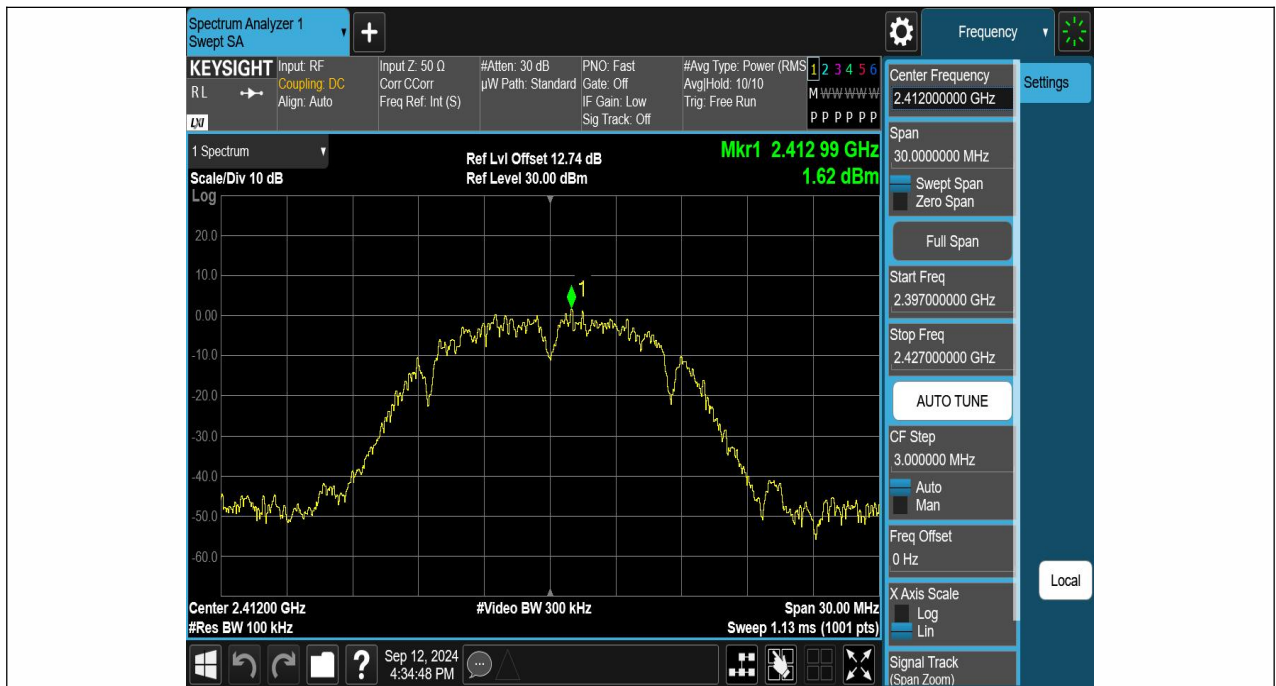 Spectrum Analyzer 1
Swept SA
+
Frequency
KEYSIGHT
RL
LXI
Input: RF
Coupling: DC
Align: Auto
Input Z: 50 Ω
Corr CCorr
Freq Ref: Int (S)
#Atten: 30 dB
µW Path: Standard
PNO: Fast
Gate: Off
IF Gain: Low
Sig Track: Off
#Avg Type: Power (RMS
Avg|Hold: 10/10
Trig: Free Run
1 2 3 4 5 6
M W W W W W
P P P P P P
1 Spectrum
Scale/Div 10 dB
Ref Lvl Offset 12.74 dB
Ref Level 30.00 dBm
Mkr1 2.412 99 GHz
1.62 dBm
Log
20.0
10.0
0.00
-10.0
-20.0
-30.0
-40.0
-50.0
-60.0
1
Center 2.41200 GHz
#Video BW 300 kHz
Span 30.00 MHz
#Res BW 100 kHz
Sweep 1.13 ms (1001 pts)
Center Frequency
2.412000000 GHz
Settings
Span
30.0000000 MHz
Swept Span
Zero Span
Full Span
Start Freq
2.397000000 GHz
Stop Freq
2.427000000 GHz
AUTO TUNE
CF Step
3.000000 MHz
Auto
Man
Freq Offset
0 Hz
X Axis Scale
Log
Lin
Signal Track
(Span Zoom)
Local
?
Sep 12, 2024
4:34:48 PM